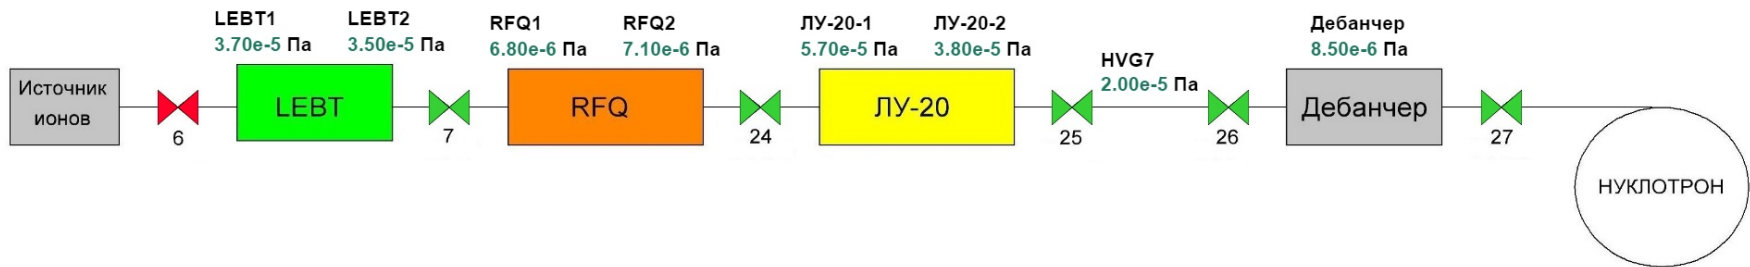 LEBT1
3.70e-5 Па
LEBT2
3.50e-5 Па
RFQ1
6.80e-6 Па
RFQ2
7.10e-6 Па
ЛУ-20-1
5.70e-5 Па
ЛУ-20-2
3.80e-5 Па
HVG7
2.00e-5 Па
Дебанчер
8.50e-6 Па
Источник
ионов
6
LEBT
7
RFQ
24
ЛУ-20
25
26
Дебанчер
27
НУКЛОТРОН